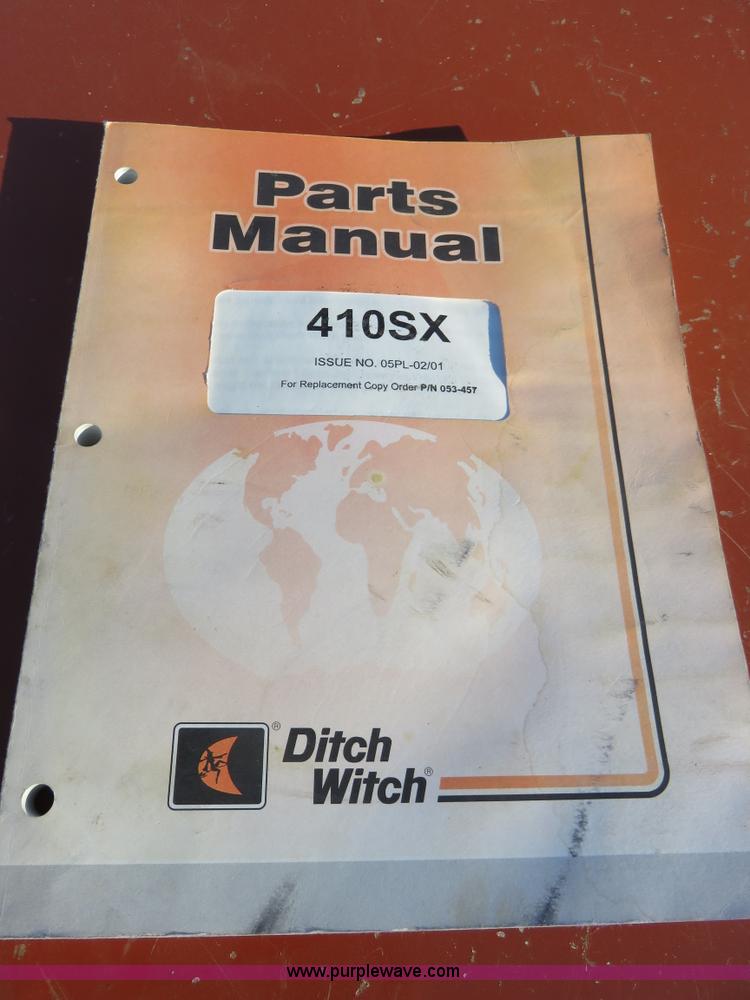 Parts
Manual
410SX
ISSUE NO. 05PL-02/01
For Replacement Copy Order P/N 053-457
® Ditch
Witch®
www.purplewave.com